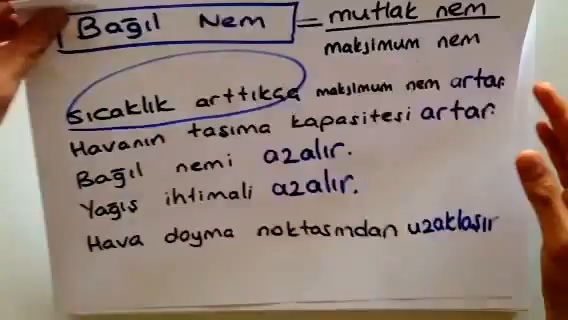 Bağıl Nem = mutlak nem
maksimum nem
Sıcaklık arttıkça maksimum nem artar.
Havanın taşıma kapasitesi artar.
Bağıl nemi azalır.
Yağış ihtimali azalır.
Hava doyma noktasından uzaklaşır